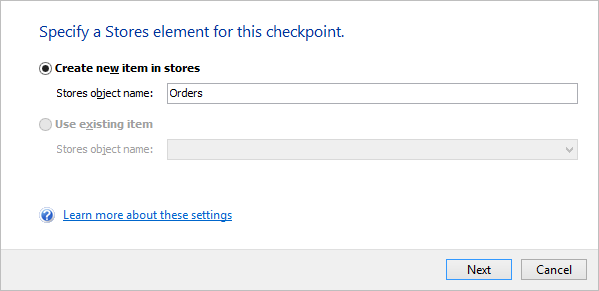 Specify a Stores element for this checkpoint.
Create new item in stores
Stores object name: Orders
Use existing item
Stores object name:
Learn more about these settings
Next Cancel